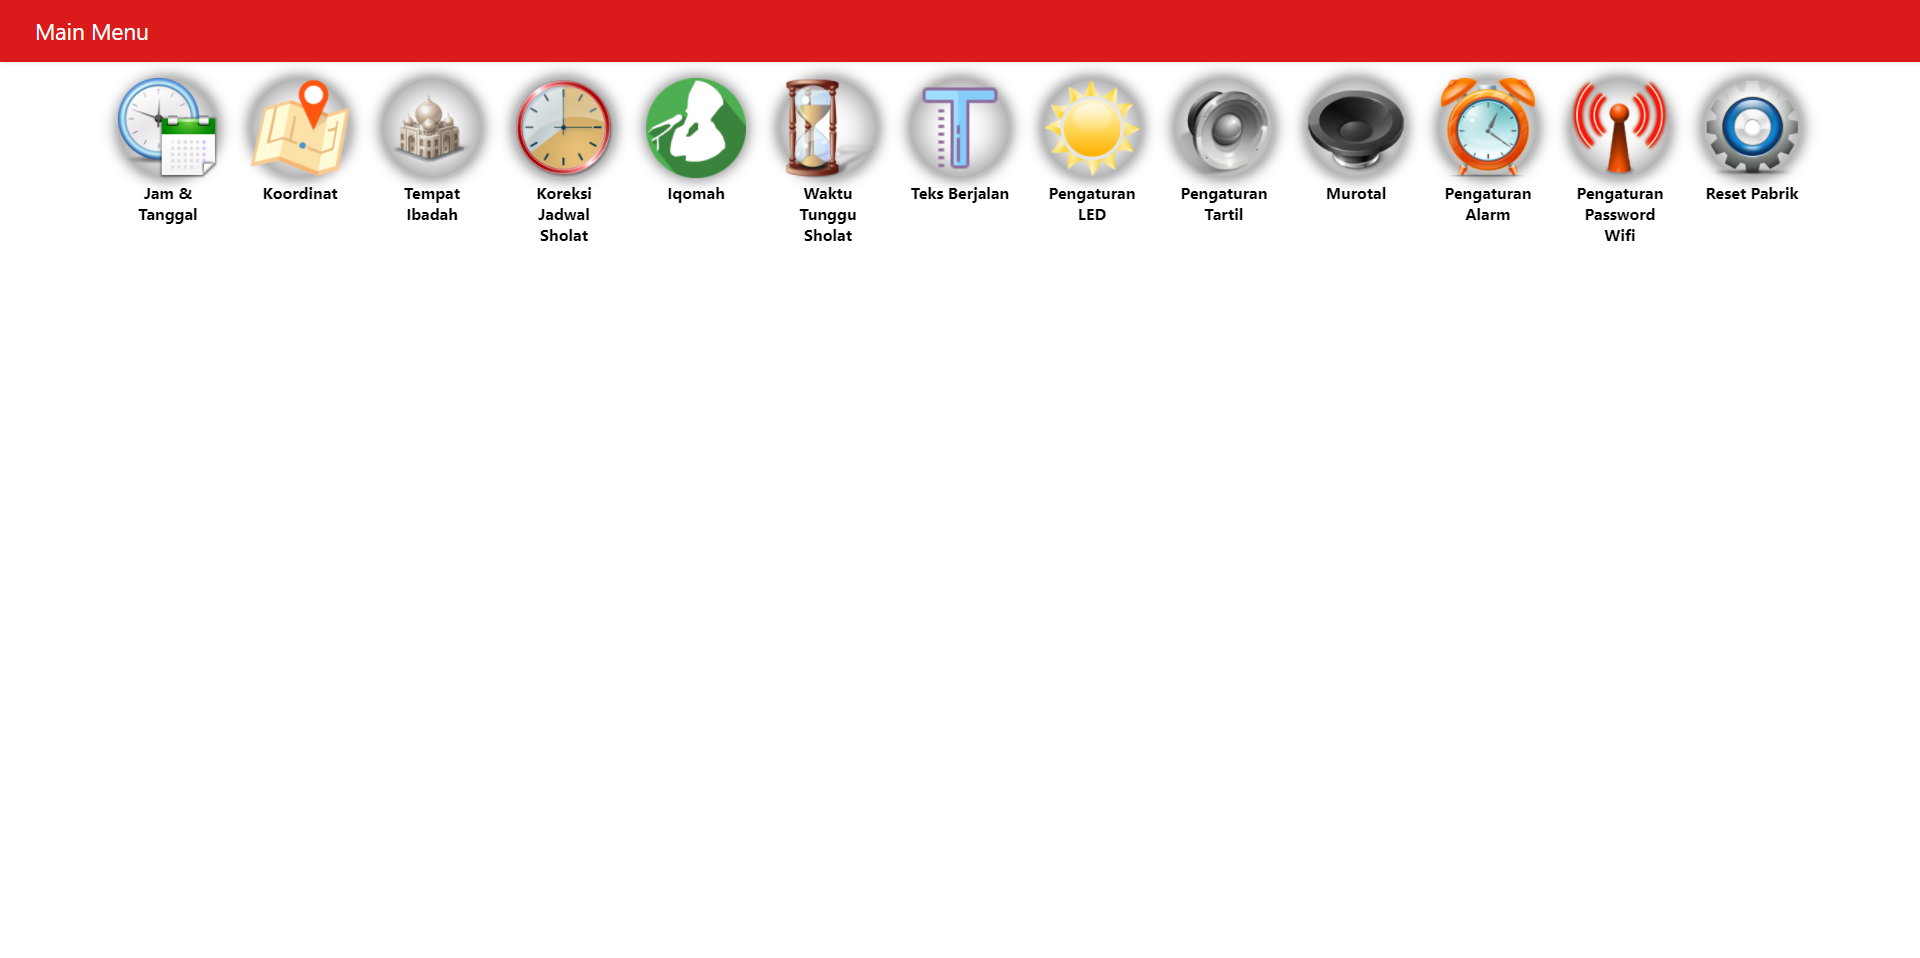 Main Menu
Jam &
Tanggal
Koordinat
Tempat
Ibadah
Koreksi
Jadwal
Sholat
Iqomah
Waktu
Tunggu
Sholat
Teks Berjalan
Pengaturan
LED
Pengaturan
Tartil
Murotal
Pengaturan
Alarm
Pengaturan
Password
Wifi
Reset Pabrik